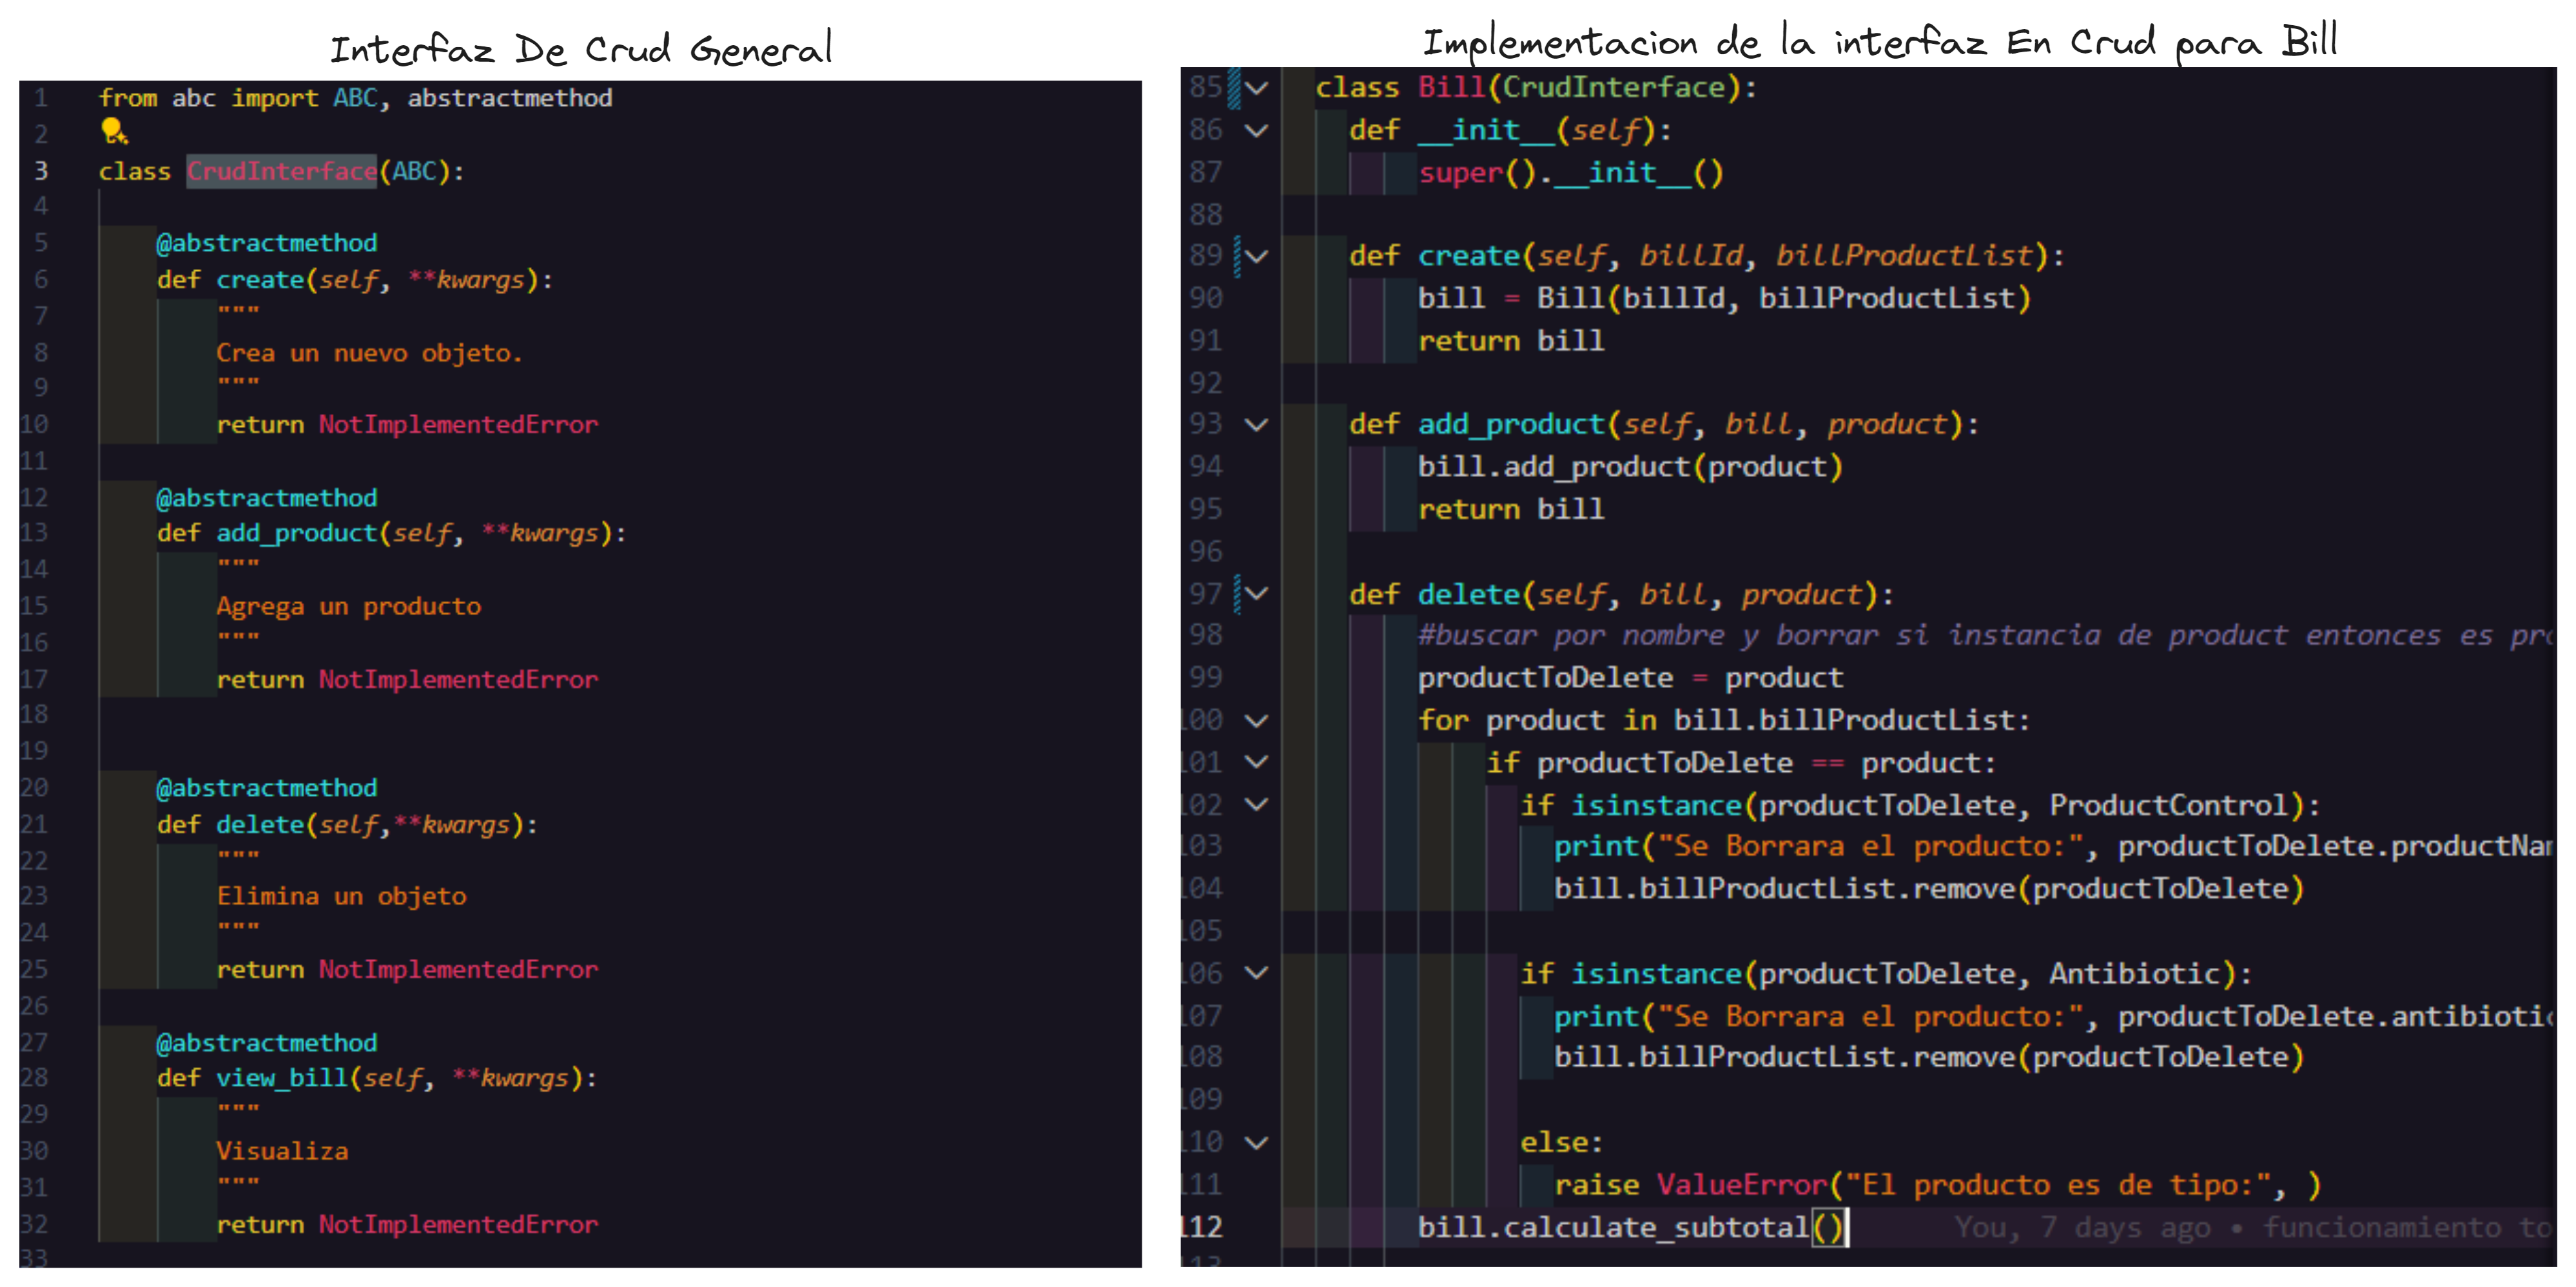 Interfaz De Crud General
1 from abc import ABC, abstractmethod
2
3 class CrudInterface(ABC):
4
5 @abstractmethod
6 def create(self, **kwargs):
7 """
8 Crea un nuevo objeto.
9 """
10 return NotImplementedError
11
12 @abstractmethod
13 def add_product(self, **kwargs):
14 """
15 Agrega un producto
16 """
17 return NotImplementedError
18
19
20 @abstractmethod
21 def delete(self,**kwargs):
22 """
23 Elimina un objeto
24 """
25 return NotImplementedError
26
27 @abstractmethod
28 def view_bill(self, **kwargs):
29 """
30 Visualiza
31 """
32 return NotImplementedError
33
Implementacion de la interfaz En Crud para Bill
85 class Bill(CrudInterface):
86 def __init__(self):
87 super().__init__()
88
89 def create(self, billId, billProductList):
90 bill = Bill(billId, billProductList)
91 return bill
92
93 def add_product(self, bill, product):
94 bill.add_product(product)
95 return bill
96
97 def delete(self, bill, product):
98 #buscar por nombre y borrar si instancia de product entonces es pro
99 productToDelete = product
100 for product in bill.billProductList:
101 if productToDelete == product:
102 if isinstance(productToDelete, ProductControl):
103 print("Se Borrara el producto:", productToDelete.productNam
104 bill.billProductList.remove(productToDelete)
105
106 if isinstance(productToDelete, Antibiotic):
107 print("Se Borrara el producto:", productToDelete.antibiotic
108 bill.billProductList.remove(productToDelete)
109
110 else:
111 raise ValueError("El producto es de tipo:", )
112 bill.calculate_subtotal() You, 7 days ago • funcionamiento to
113